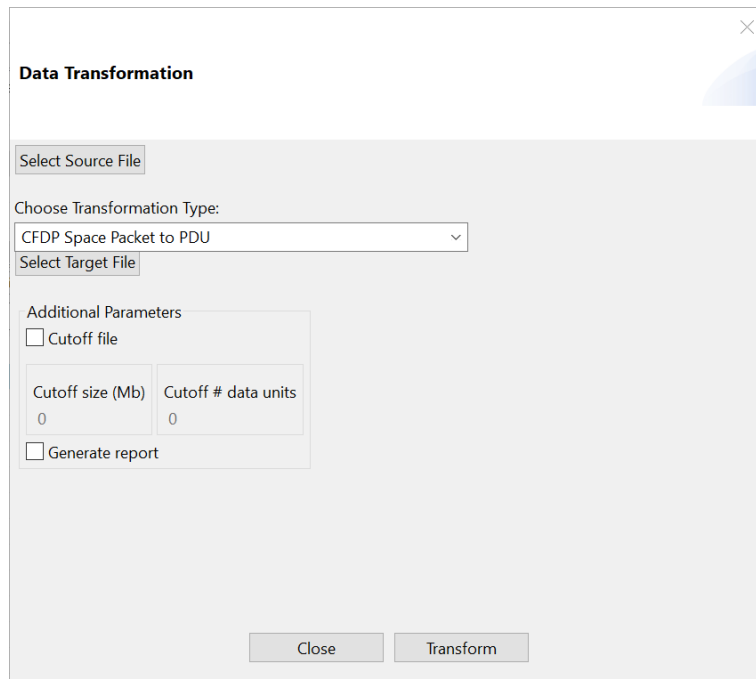 Data Transformation
Select Source File
Choose Transformation Type:
CFDP Space Packet to PDU
Select Target File
Additional Parameters
Cutoff file
Cutoff size (Mb) Cutoff # data units
0 0
Generate report
Close Transform